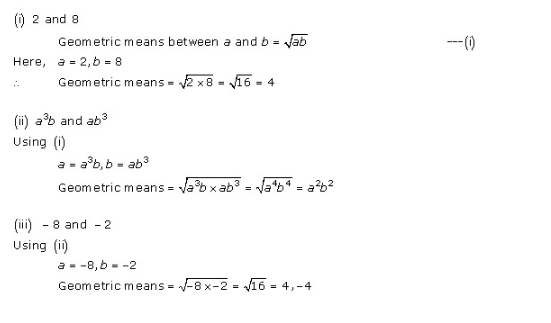 (i) 2 and 8
Geometric means between a and b = √ab ---(i)
Here, a = 2, b = 8
∴ Geometric means = √2 × 8 = √16 = 4
(ii) a³b and ab³
Using (i)
a = a³b, b = ab³
Geometric means = √a³b × ab³ = √a⁴b⁴ = a²b²
(iii) – 8 and – 2
Using (ii)
a = –8, b = –2
Geometric means = √–8 × –2 = √16 = 4, –4